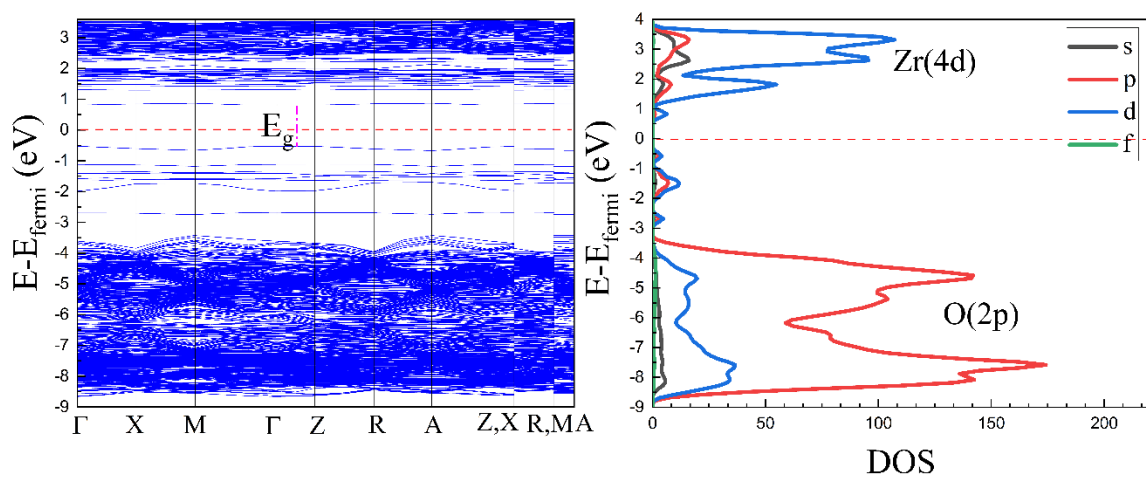 E-E_fermi (eV)
3
2
1
0
-1
-2
-3
-4
-5
-6
-7
-8
-9
E_g
Γ X M Γ Z R A Z,X R,MA
E-E_fermi (eV)
4
3
2
1
0
-1
-2
-3
-4
-5
-6
-7
-8
-9
Zr(4d)
O(2p)
s
p
d
f
0 50 100 150 200
DOS